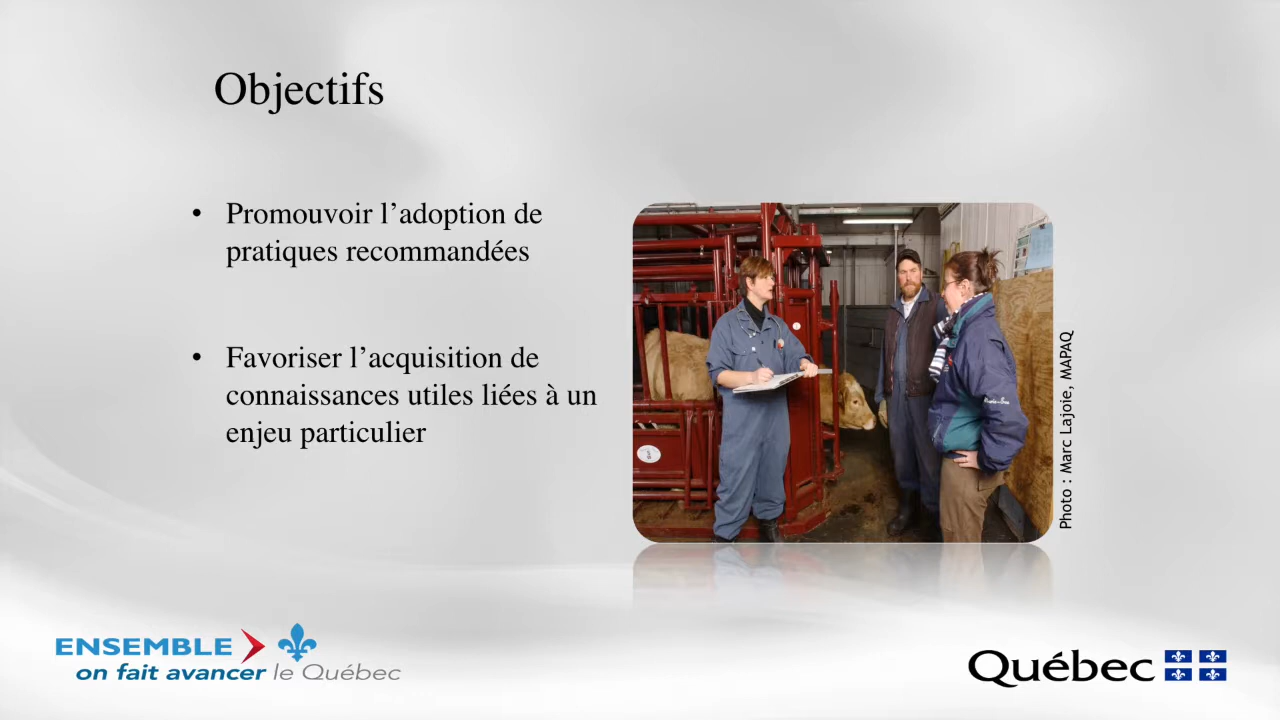 Objectifs
• Promouvoir l’adoption de
pratiques recommandées
• Favoriser l’acquisition de
connaissances utiles liées à un
enjeu particulier
Photo : Marc Lajoie, MAPAQ
ENSEMBLE
on fait avancer le Québec
Québec